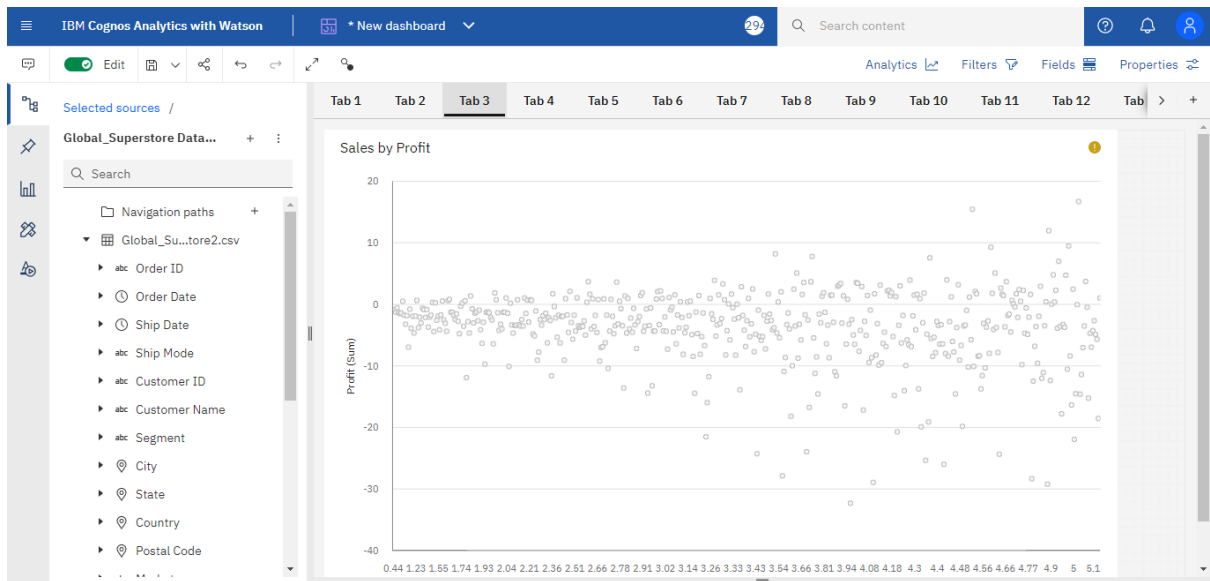 IBM Cognos Analytics with Watson
* New dashboard
294
Search content
Edit
Analytics
Filters
Fields
Properties
Selected sources /
Tab 1 Tab 2 Tab 3 Tab 4 Tab 5 Tab 6 Tab 7 Tab 8 Tab 9 Tab 10 Tab 11 Tab 12 Tab
Global_Superstore Data...
Search
Navigation paths
Global_Su...tore2.csv
abc Order ID
Order Date
Ship Date
abc Ship Mode
abc Customer ID
abc Customer Name
abc Segment
City
State
Country
Postal Code
Sales by Profit
20
10
0
-10
-20
-30
-40
Profit (Sum)
0.44 1.23 1.55 1.74 1.93 2.04 2.21 2.36 2.51 2.66 2.78 2.91 3.02 3.14 3.26 3.33 3.43 3.54 3.66 3.81 3.94 4.08 4.18 4.3 4.4 4.48 4.56 4.66 4.77 4.9 5 5.1